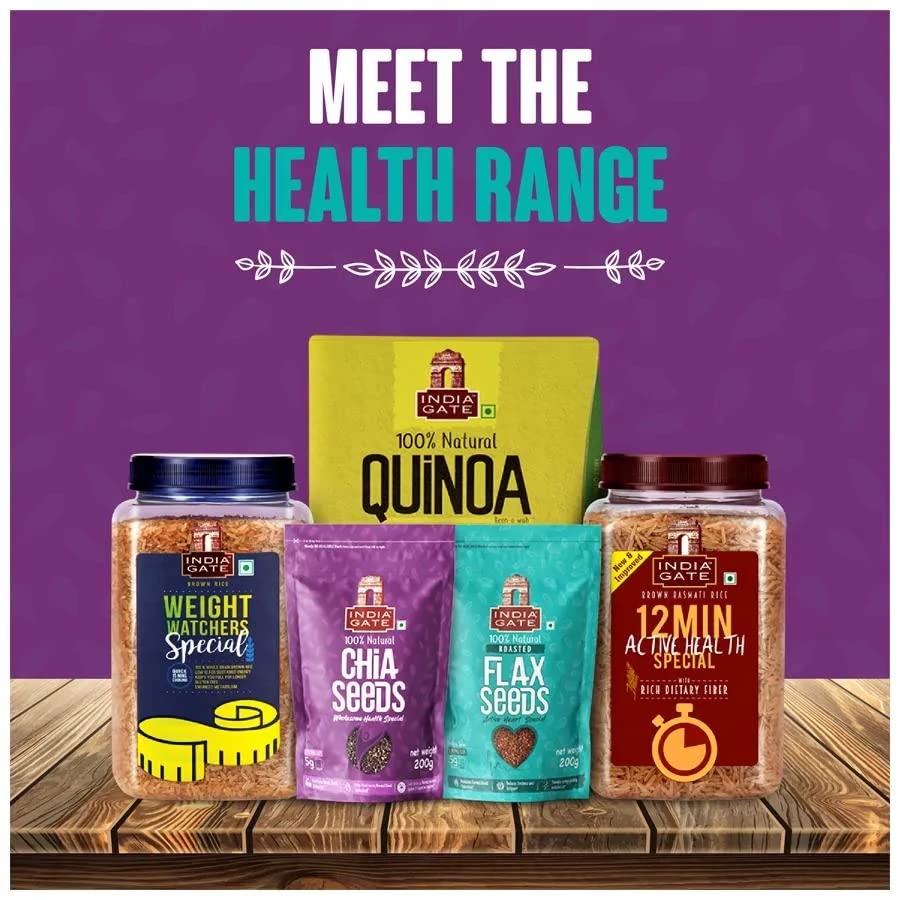 MEET THE
HEALTH RANGE
INDIA
GATE
100% Natural
QUINOA
INDIA
GATE
BROWN RICE
WEIGHT
WATCHERS
Special
INDIA
GATE
100% Natural
CHIA
SEEDS
Wholesome Health Special
5g
net weight
200g
INDIA
GATE
100% Natural
ROASTED
FLAX
SEEDS
Active Heart Special
5g
net weight
200g
New &
Improved
INDIA
GATE
BROWN BASMATI RICE
12MIN
ACTIVE HEALTH
SPECIAL
WITH
RICH DIETARY FIBER